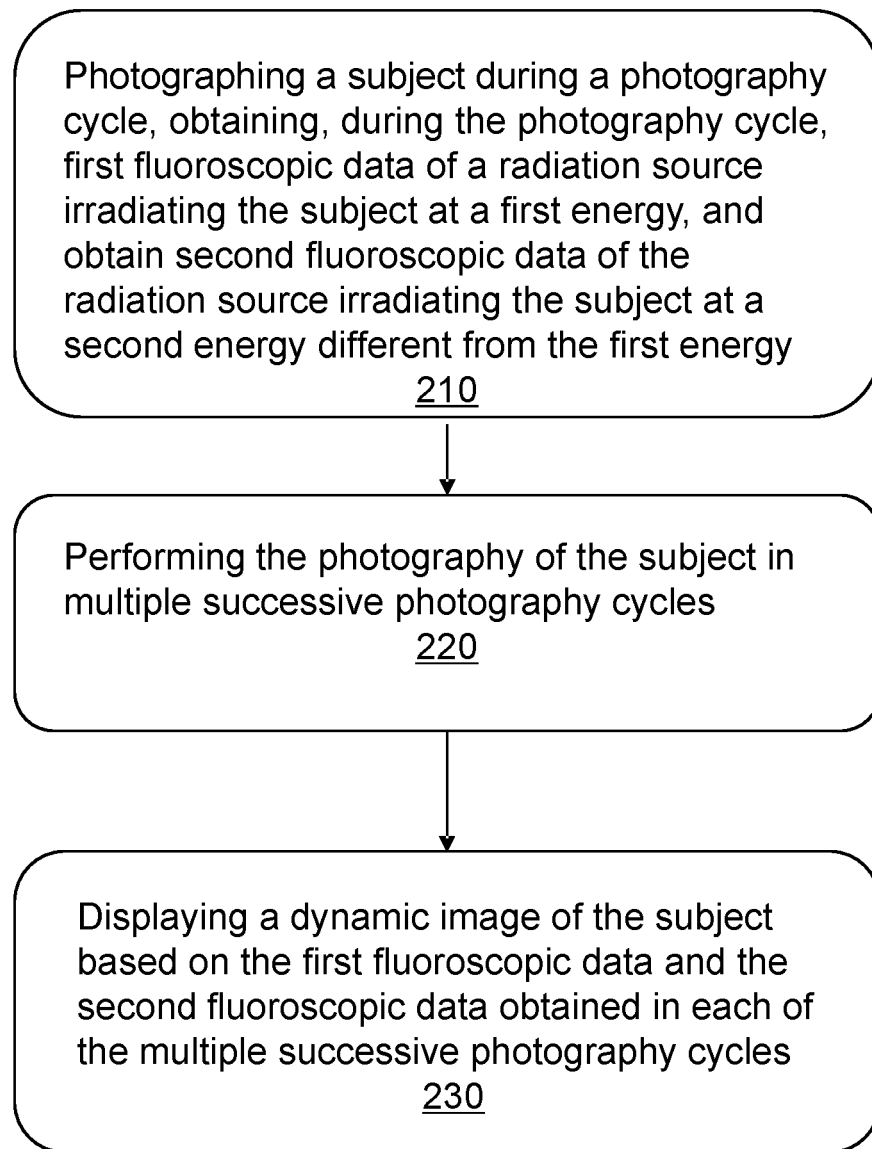 Photographing a subject during a photography
cycle, obtaining, during the photography cycle,
first fluoroscopic data of a radiation source
irradiating the subject at a first energy, and
obtain second fluoroscopic data of the
radiation source irradiating the subject at a
second energy different from the first energy
210
Performing the photography of the subject in
multiple successive photography cycles
220
Displaying a dynamic image of the subject
based on the first fluoroscopic data and the
second fluoroscopic data obtained in each of
the multiple successive photography cycles
230